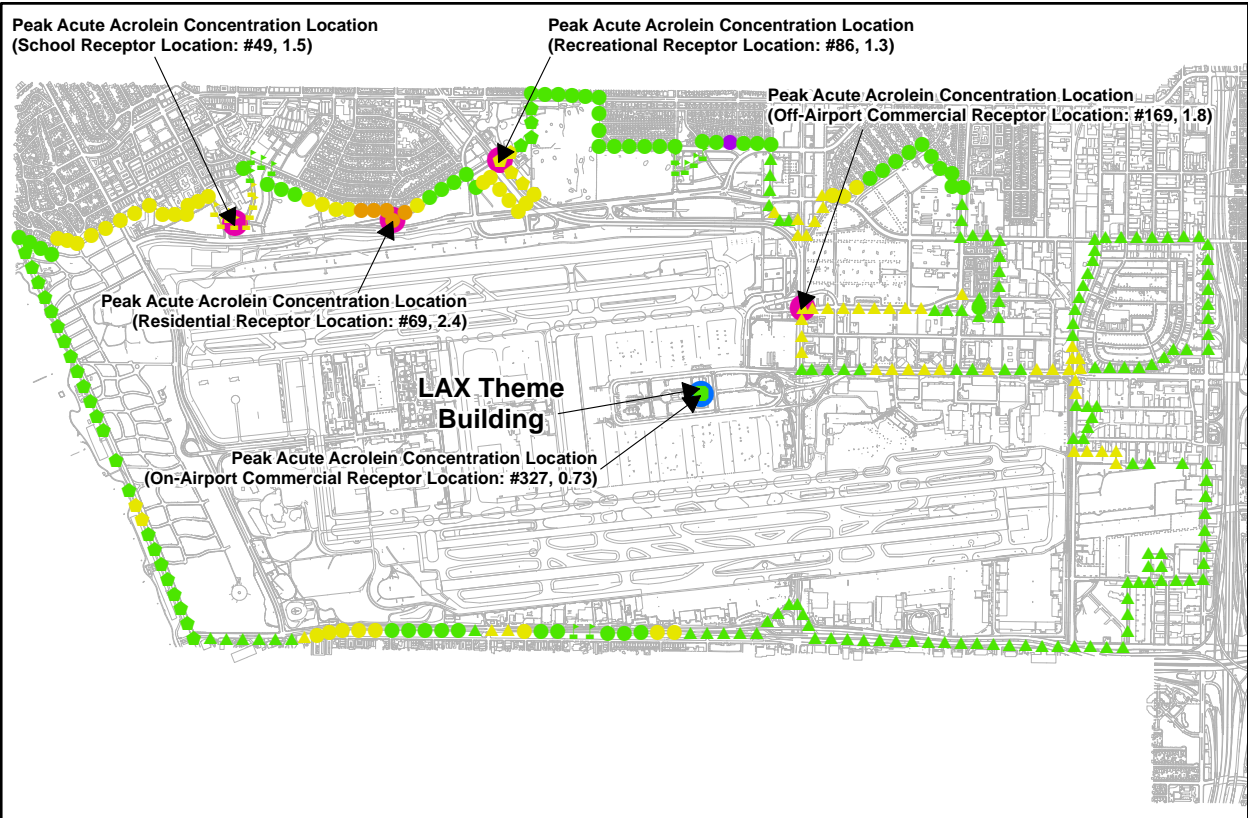 Peak Acute Acrolein Concentration Location
(School Receptor Location: #49, 1.5)
Peak Acute Acrolein Concentration Location
(Recreational Receptor Location: #86, 1.3)
Peak Acute Acrolein Concentration Location
(Off-Airport Commercial Receptor Location: #169, 1.8)
Peak Acute Acrolein Concentration Location
(Residential Receptor Location: #69, 2.4)
LAX Theme
Building
Peak Acute Acrolein Concentration Location
(On-Airport Commercial Receptor Location: #327, 0.73)